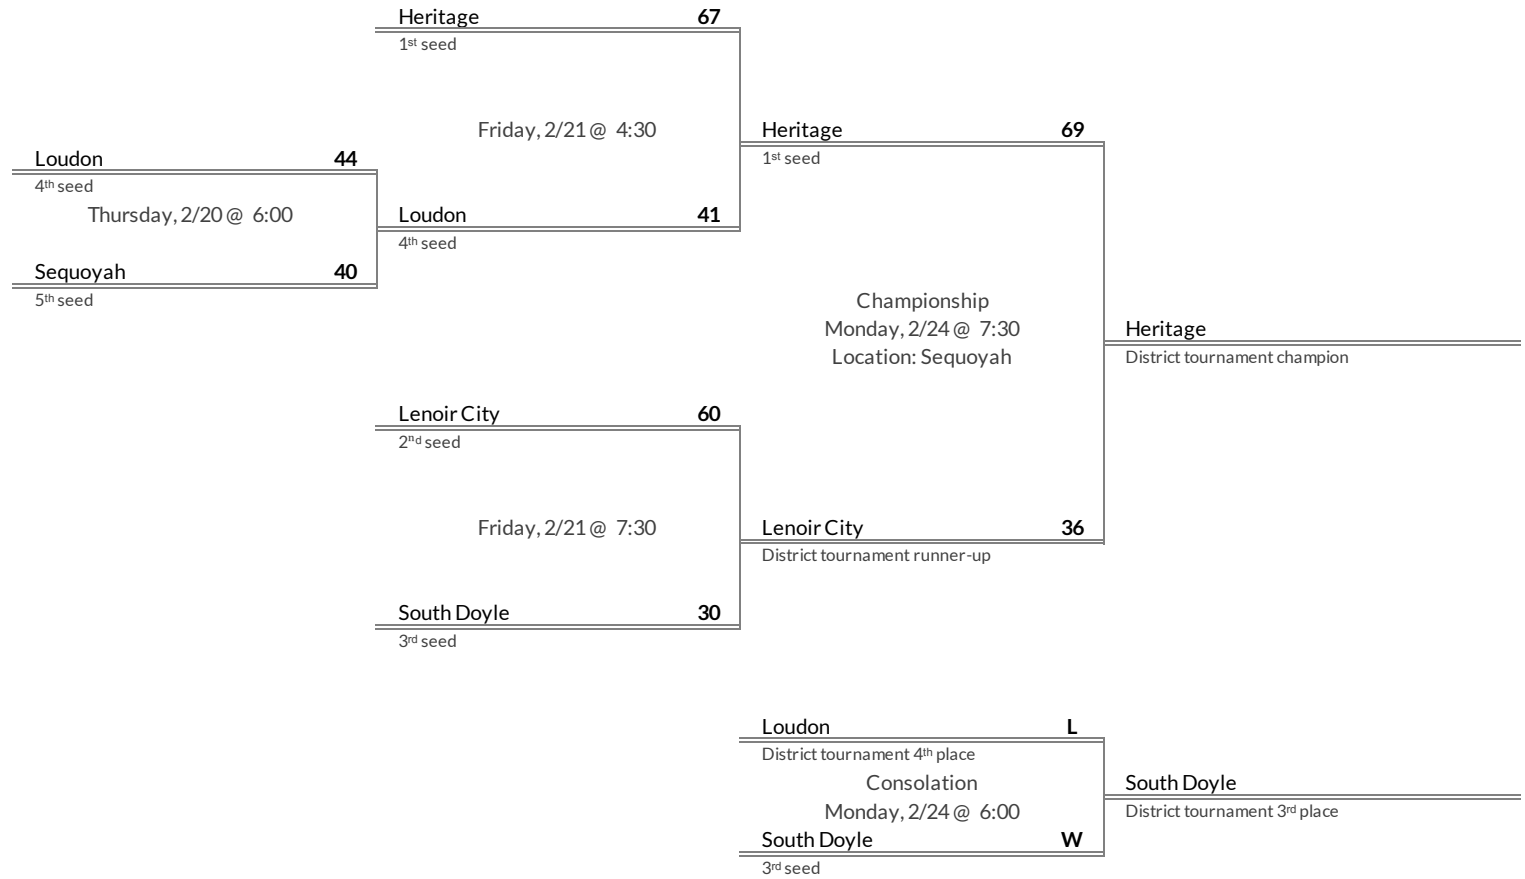 Heritage 67
1st seed
Friday, 2/21 @ 4:30
Heritage 69
1st seed
Loudon 44
4th seed
Thursday, 2/20 @ 6:00
Loudon 41
4th seed
Sequoyah 40
5th seed
Championship
Monday, 2/24 @ 7:30
Location: Sequoyah
Heritage
District tournament champion
Lenoir City 60
2nd seed
Friday, 2/21 @ 7:30
Lenoir City 36
District tournament runner-up
South Doyle 30
3rd seed
Loudon L
District tournament 4th place
Consolation
Monday, 2/24 @ 6:00
South Doyle
District tournament 3rd place
South Doyle W
3rd seed